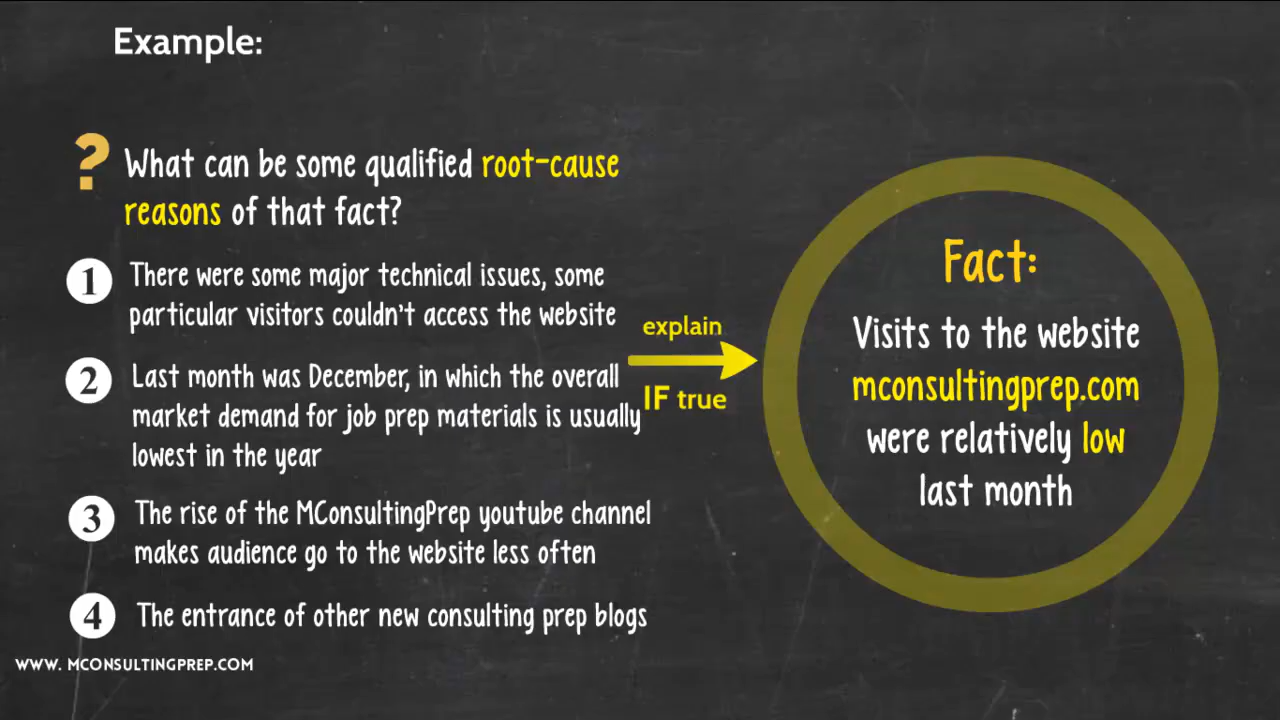 Example:
?
What can be some qualified root-cause
reasons of that fact?
1
There were some major technical issues, some
particular visitors couldn't access the website
2
Last month was December, in which the overall
market demand for job prep materials is usually
lowest in the year
3
The rise of the MConsultingPrep youtube channel
makes audience go to the website less often
4
The entrance of other new consulting prep blogs
explain
IF true
Fact:
Visits to the website
mconsultingprep.com
were relatively low
last month
WWW. MCONSULTINGPREP.COM